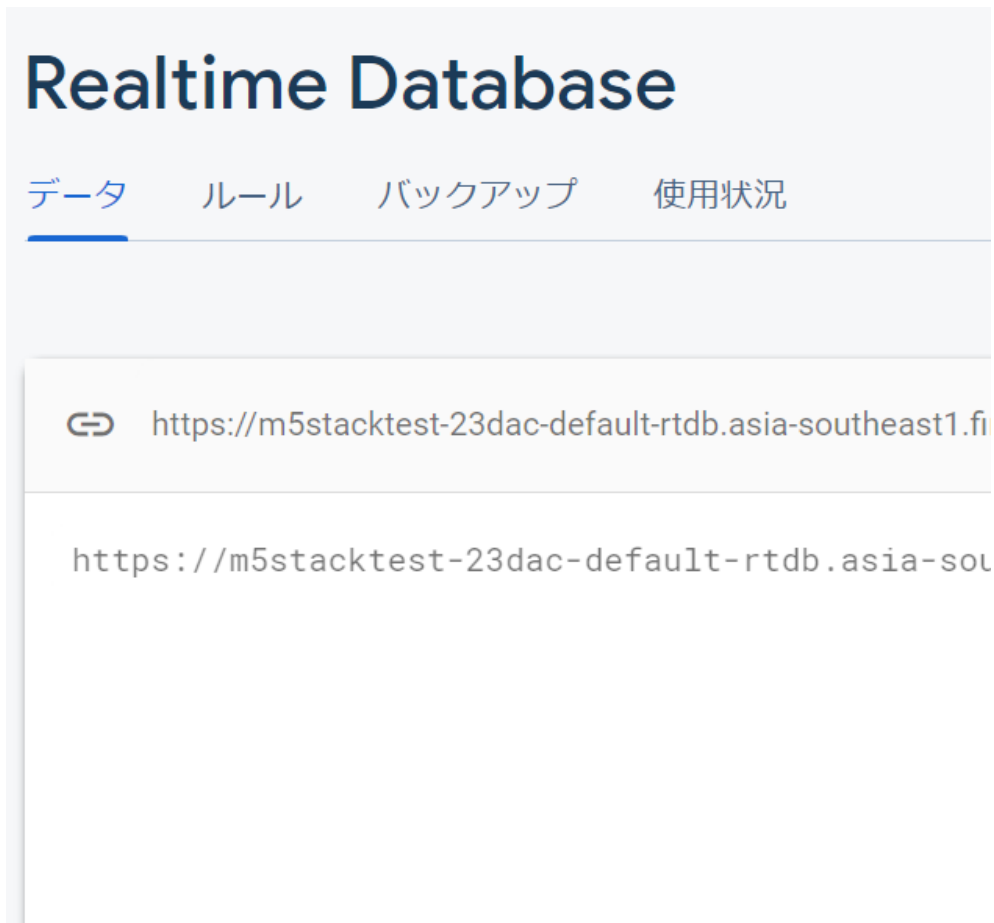 Realtime Database
データ ルール バックアップ 使用状況
https://m5stacktest-23dac-default-rtdb.asia-southeast1.fi
https://m5stacktest-23dac-default-rtdb.asia-sou